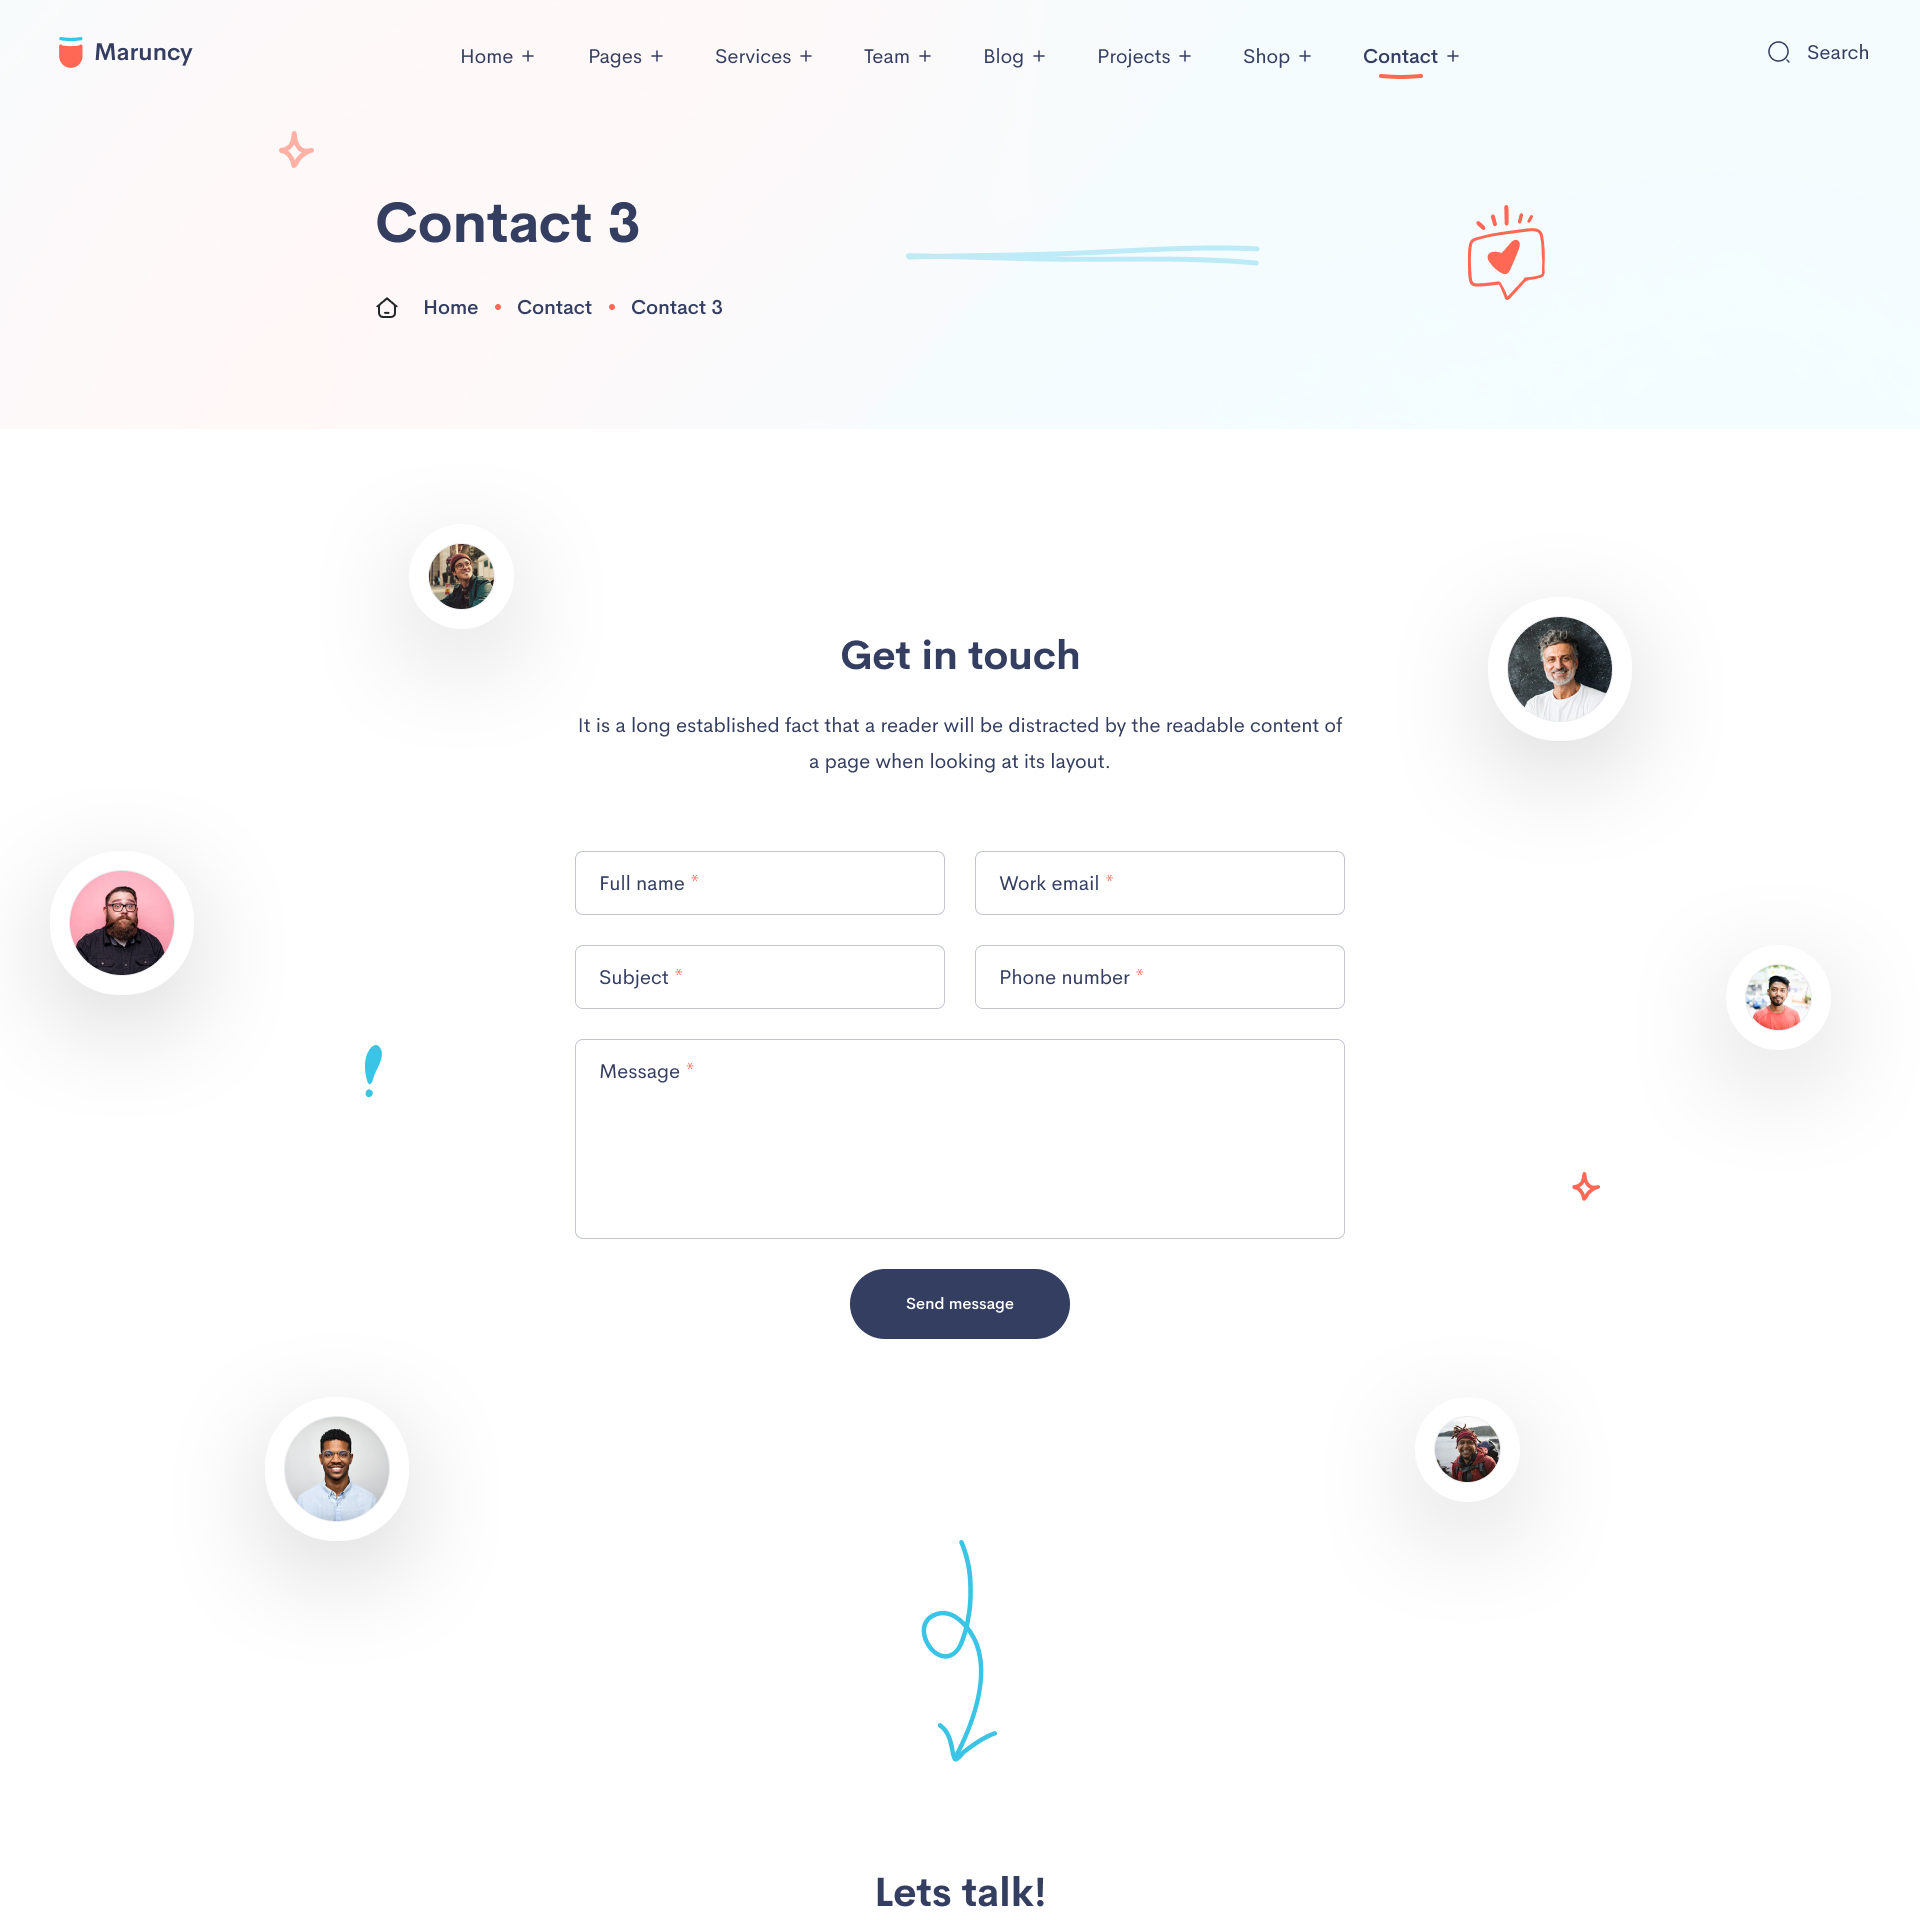 Maruncy
Home + Pages + Services + Team + Blog + Projects + Shop + Contact +
Search
Contact 3
Home • Contact • Contact 3
Get in touch
It is a long established fact that a reader will be distracted by the readable content of
a page when looking at its layout.
Full name *
Work email *
Subject *
Phone number *
Message *
Send message
Lets talk!